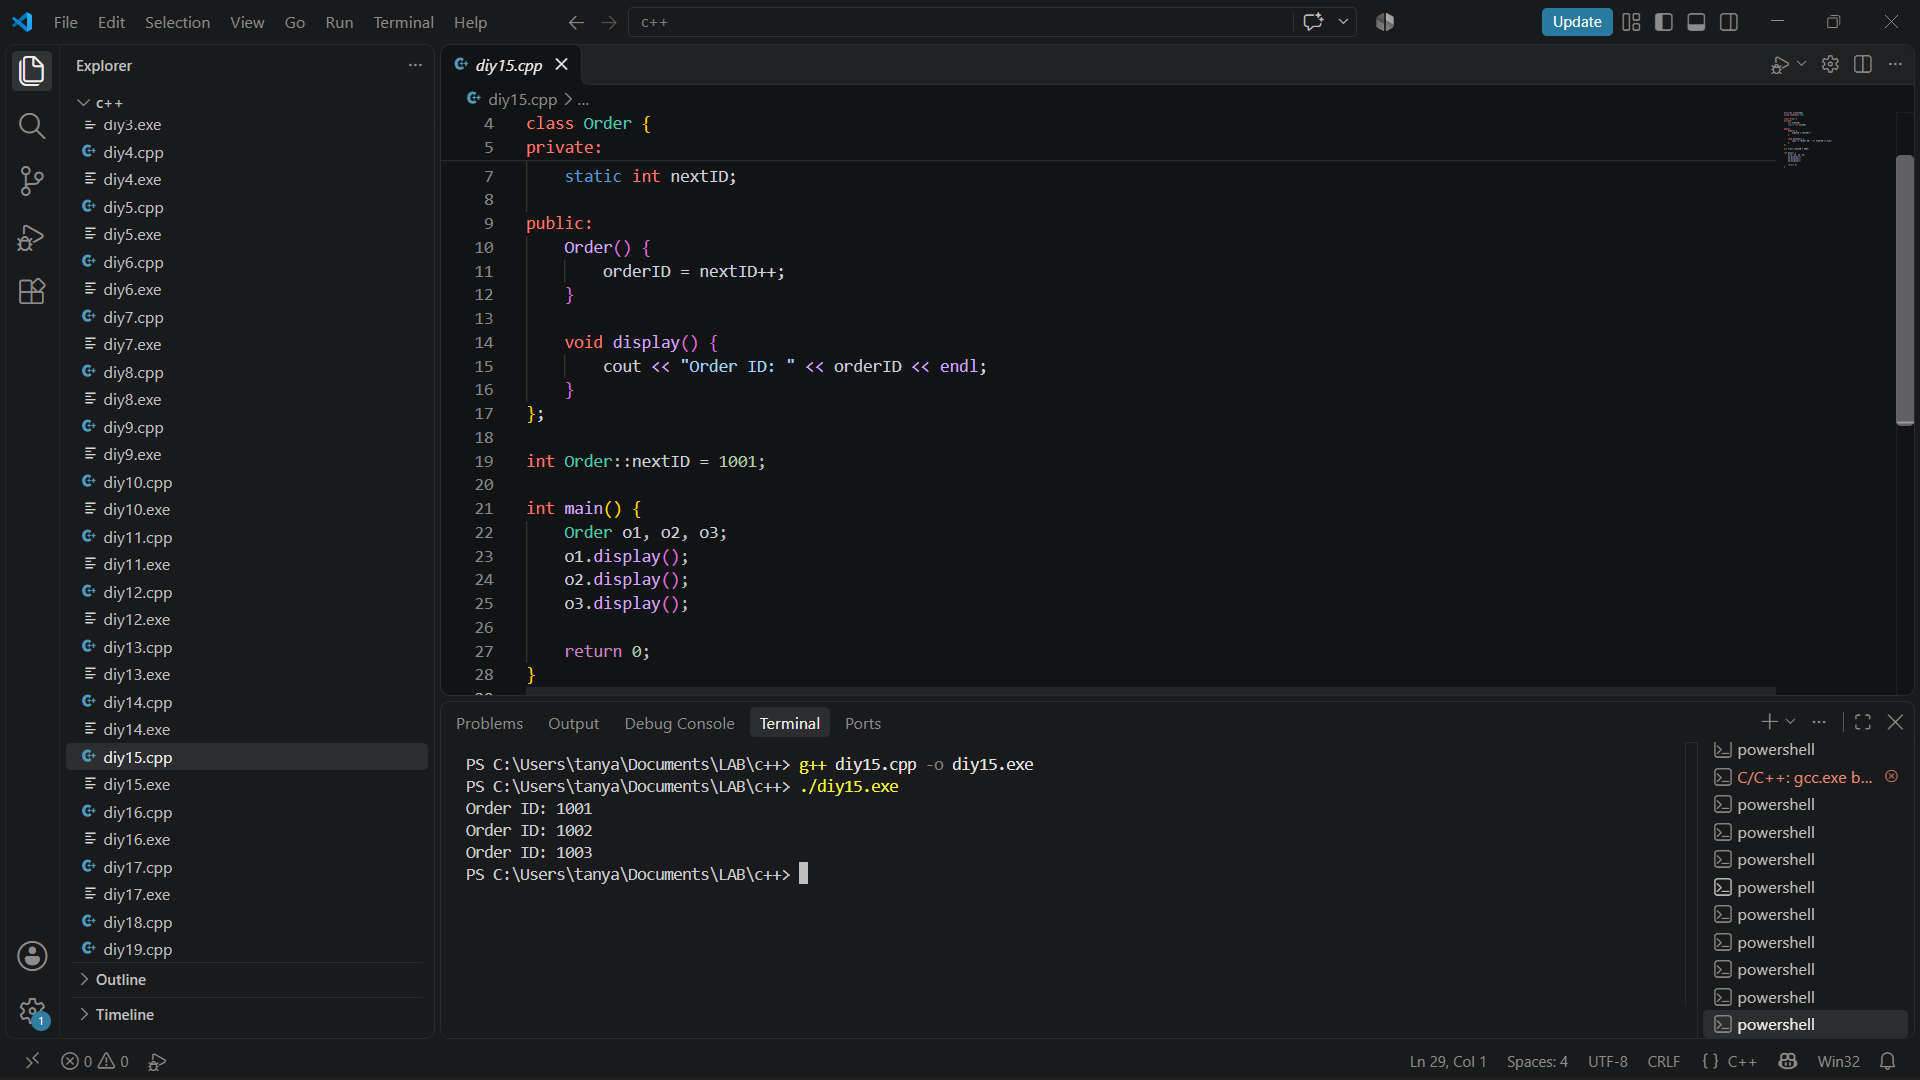 File Edit Selection View Go Run Terminal Help
c++
Update
Explorer
c++
diy3.exe
diy4.cpp
diy4.exe
diy5.cpp
diy5.exe
diy6.cpp
diy6.exe
diy7.cpp
diy7.exe
diy8.cpp
diy8.exe
diy9.cpp
diy9.exe
diy10.cpp
diy10.exe
diy11.cpp
diy11.exe
diy12.cpp
diy12.exe
diy13.cpp
diy13.exe
diy14.cpp
diy14.exe
diy15.cpp
diy15.exe
diy16.cpp
diy16.exe
diy17.cpp
diy17.exe
diy18.cpp
diy19.cpp
Outline
Timeline
1
diy15.cpp
diy15.cpp > ...
4 class Order {
5 private:
7 static int nextID;
8
9 public:
10 Order() {
11 orderID = nextID++;
12 }
13
14 void display() {
15 cout << "Order ID: " << orderID << endl;
16 }
17 };
18
19 int Order::nextID = 1001;
20
21 int main() {
22 Order o1, o2, o3;
23 o1.display();
24 o2.display();
25 o3.display();
26
27 return 0;
28 }
Problems Output Debug Console Terminal Ports
PS C:\Users\tanya\Documents\LAB\c++> g++ diy15.cpp -o diy15.exe
PS C:\Users\tanya\Documents\LAB\c++> ./diy15.exe
Order ID: 1001
Order ID: 1002
Order ID: 1003
PS C:\Users\tanya\Documents\LAB\c++>
powershell
C/C++: gcc.exe b...
powershell
powershell
powershell
powershell
powershell
powershell
powershell
powershell
powershell
0 0
Ln 29, Col 1 Spaces: 4 UTF-8 CRLF {} C++ Win32